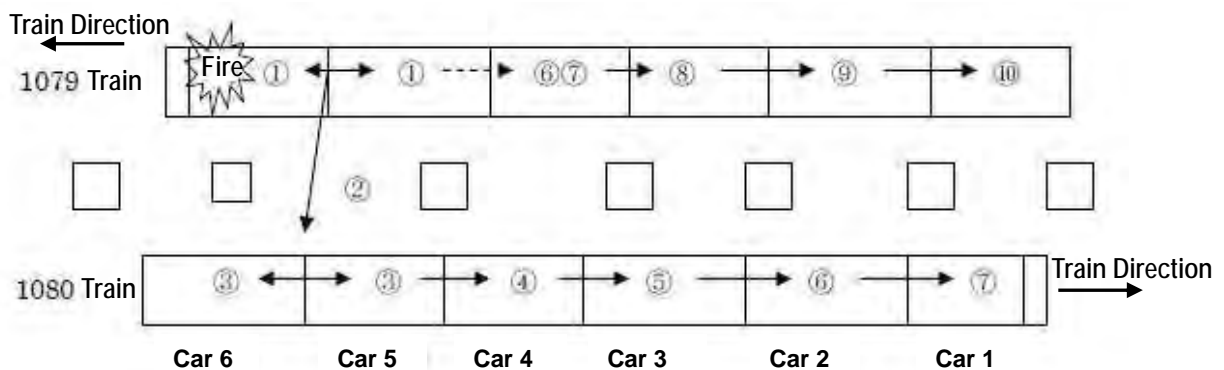 Train Direction
1079 Train
Fire ① ① ⑥⑦ ⑧ ⑨ ⑩
②
1080 Train
③ ③ ④ ⑤ ⑥ ⑦
Train Direction
Car 6 Car 5 Car 4 Car 3 Car 2 Car 1